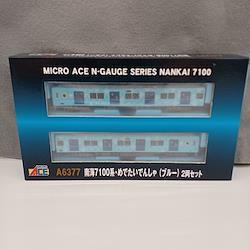 MICRO ACE N-GAUGE SERIES NANKAI 7100
A6377 南海7100系・めでたいでんしゃ (ブルー) 2両セット
ACE